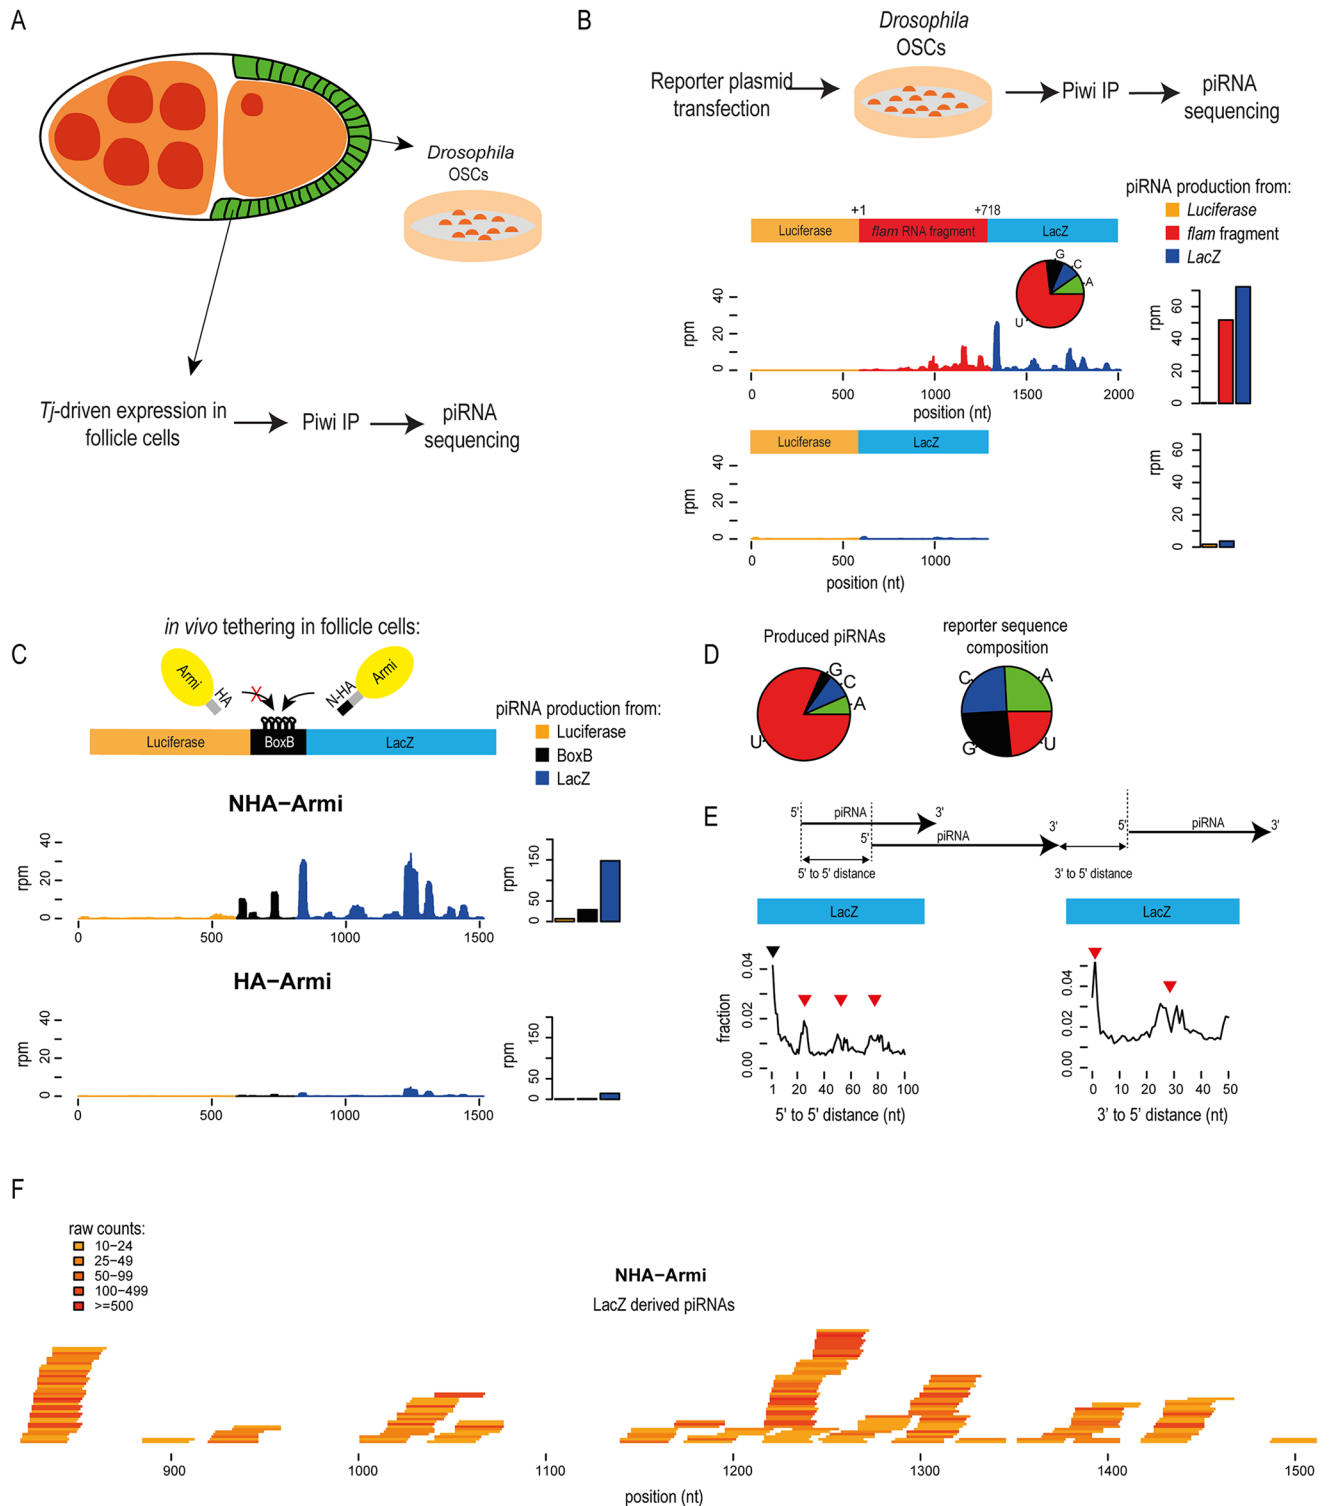 A
Drosophila
OSCs
Tj-driven expression in
follicle cells
Piwi IP
piRNA
sequencing
B
Drosophila
OSCs
Reporter plasmid
transfection
Piwi IP
piRNA
sequencing
piRNA production from:
Luciferase
flam fragment
LacZ
+1
+718
Luciferase
flam RNA fragment
LacZ
G
C
A
U
rpm
0
20
40
0
500
1000
1500
2000
position (nt)
rpm
0
20
40
60
Luciferase
LacZ
rpm
0
20
40
0
500
1000
position (nt)
rpm
0
20
40
60
C
in vivo tethering in follicle cells:
Armi
HA
X
N-HA
Armi
Luciferase
BoxB
LacZ
piRNA production from:
Luciferase
BoxB
LacZ
NHA−Armi
rpm
0
20
40
0
500
1000
1500
rpm
0
50
150
HA−Armi
rpm
0
20
40
0
500
1000
1500
rpm
0
50
150
D
Produced piRNAs
G
C
A
U
reporter sequence
composition
C
A
G
U
E
5'
piRNA
3'
5'
piRNA
3'
5'
piRNA
3'
5' to 5' distance
3' to 5' distance
LacZ
fraction
0.00
0.02
0.04
1
20
40
60
80
100
5' to 5' distance (nt)
LacZ
0.00
0.02
0.04
0
10
20
30
40
50
3' to 5' distance (nt)
F
raw counts:
10−24
25−49
50−99
100−499
>=500
NHA−Armi
LacZ derived piRNAs
900
1000
1100
1200
1300
1400
1500
position (nt)